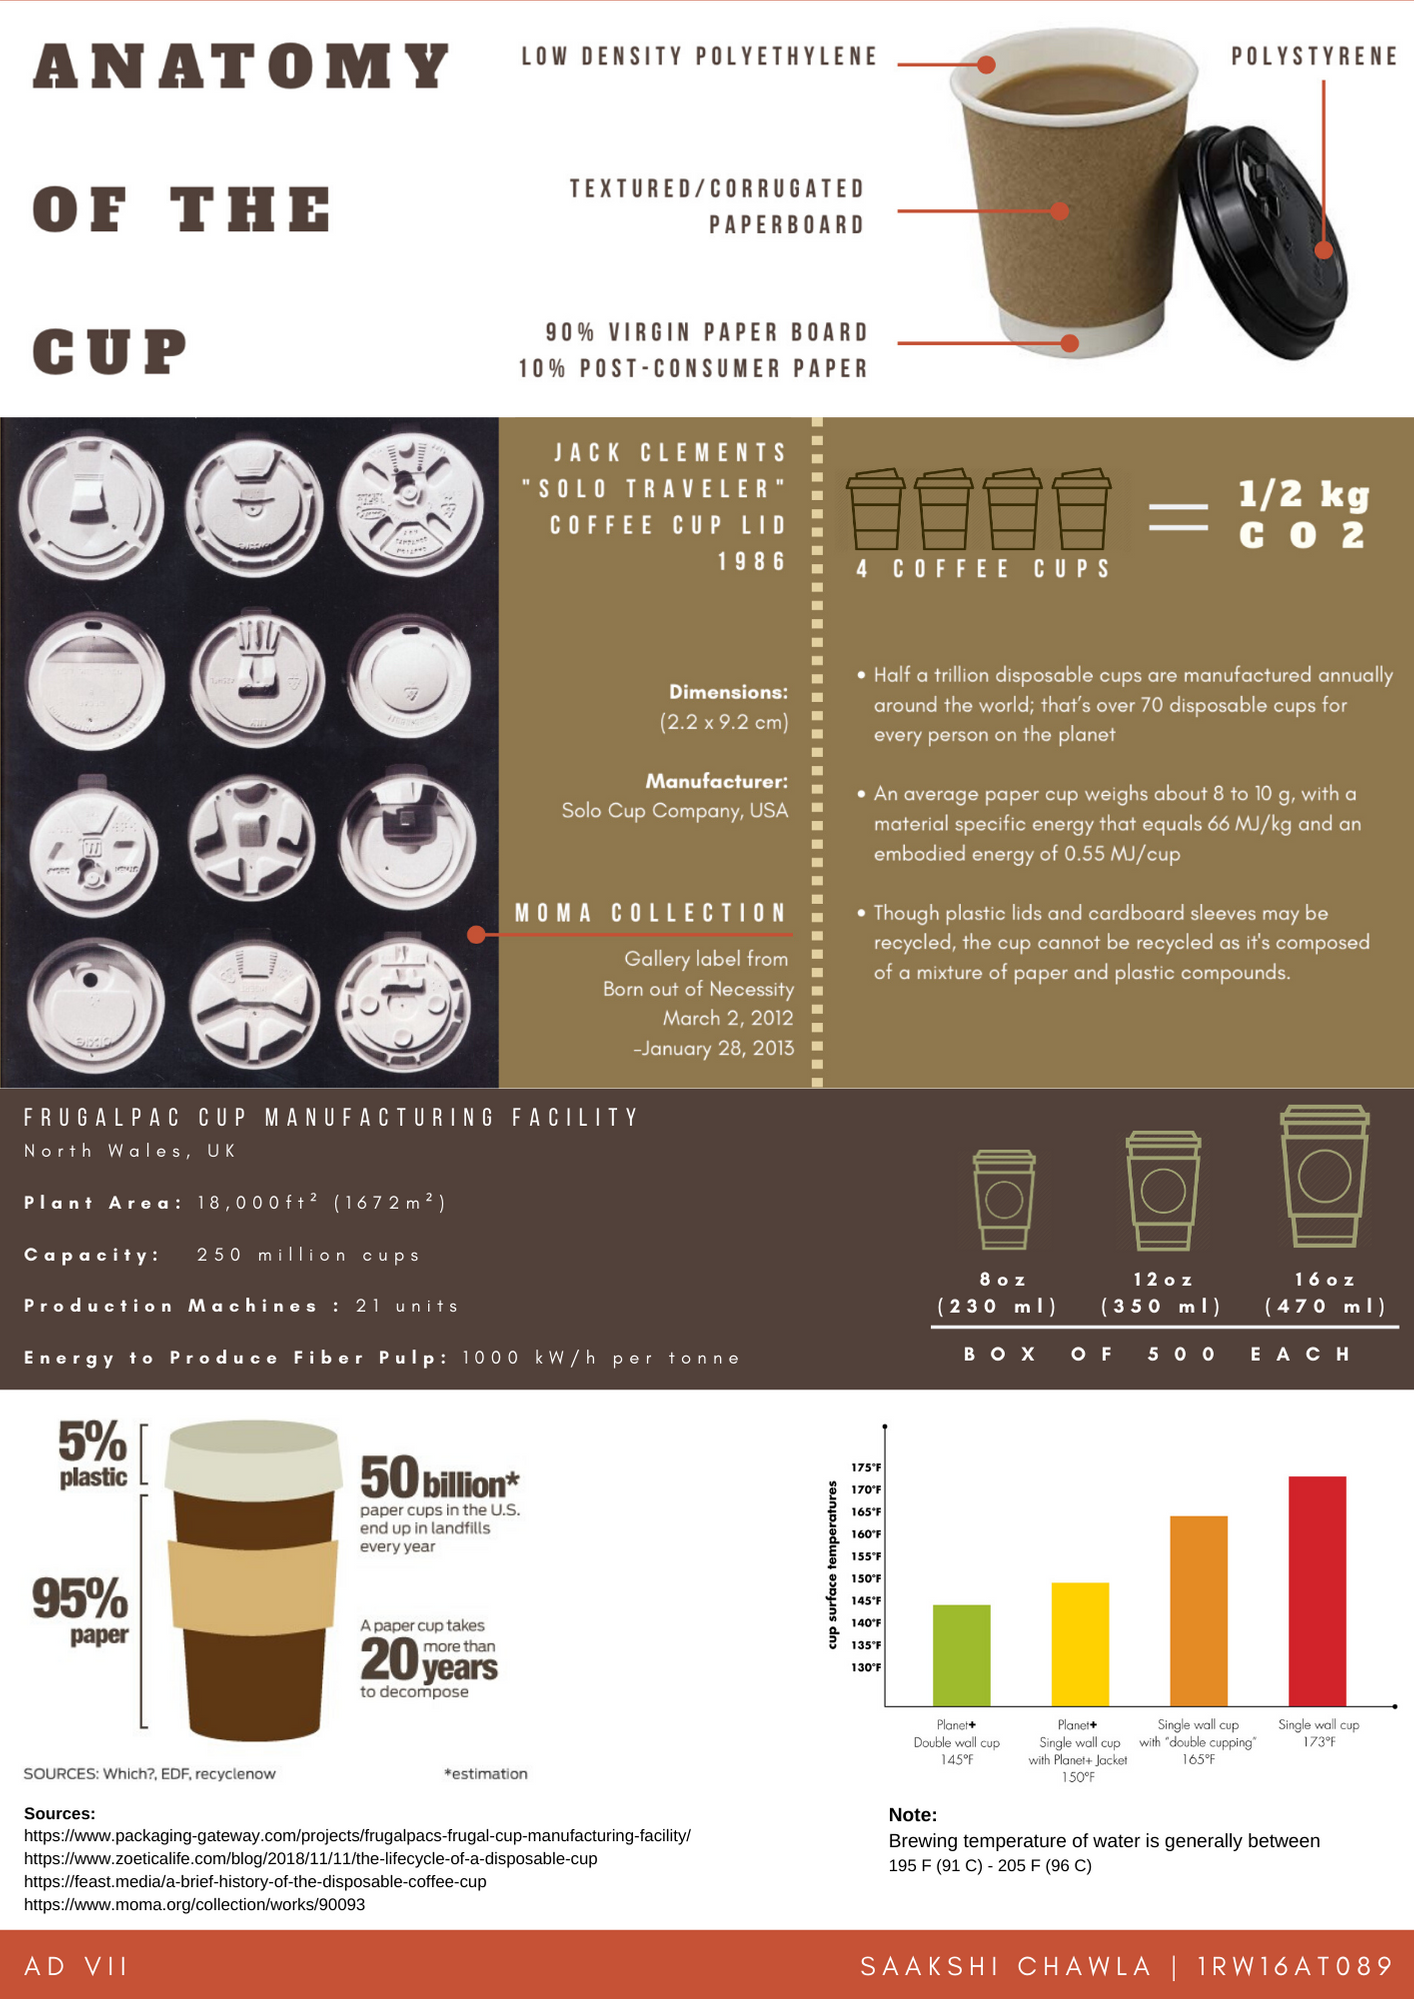 ANATOMY
OF THE
CUP
LOW DENSITY POLYETHYLENE
POLYSTYRENE
TEXTURED/CORRUGATED
PAPERBOARD
90% VIRGIN PAPER BOARD
10% POST-CONSUMER PAPER
JACK CLEMENTS
"SOLO TRAVELER"
COFFEE CUP LID
1986
Dimensions:
(2.2 x 9.2 cm)
Manufacturer:
Solo Cup Company, USA
MOMA COLLECTION
Gallery label from
Born out of Necessity
March 2, 2012
–January 28, 2013
4 COFFEE CUPS
1/2 kg
CO2
• Half a trillion disposable cups are manufactured annually
around the world; that's over 70 disposable cups for
every person on the planet
• An average paper cup weighs about 8 to 10 g, with a
material specific energy that equals 66 MJ/kg and an
embodied energy of 0.55 MJ/cup
• Though plastic lids and cardboard sleeves may be
recycled, the cup cannot be recycled as it's composed
of a mixture of paper and plastic compounds.
FRUGALPAC CUP MANUFACTURING FACILITY
North Wales, UK
Plant Area: 18,000ft² (1672m²)
Capacity: 250 million cups
Production Machines : 21 units
Energy to Produce Fiber Pulp: 1000 kW/h per tonne
8oz
(230 ml)
12oz
(350 ml)
16oz
(470 ml)
BOX OF 500 EACH
5%
plastic
95%
paper
50 billion*
paper cups in the U.S.
end up in landfills
every year
A paper cup takes
20 more than
years
to decompose
SOURCES: Which?, EDF, recyclenow
*estimation
cup surface temperatures
175°F
170°F
165°F
160°F
155°F
150°F
145°F
140°F
135°F
130°F
Planet+
Double wall cup
145°F
Planet+
Single wall cup
with Planet+ Jacket
150°F
Single wall cup
with "double cupping"
165°F
Single wall cup
173°F
Sources:
https://www.packaging-gateway.com/projects/frugalpacs-frugal-cup-manufacturing-facility/
https://www.zoeticalife.com/blog/2018/11/11/the-lifecycle-of-a-disposable-cup
https://feast.media/a-brief-history-of-the-disposable-coffee-cup
https://www.moma.org/collection/works/90093
Note:
Brewing temperature of water is generally between
195 F (91 C) - 205 F (96 C)
AD VII
SAAKSHI CHAWLA | 1RW16AT089